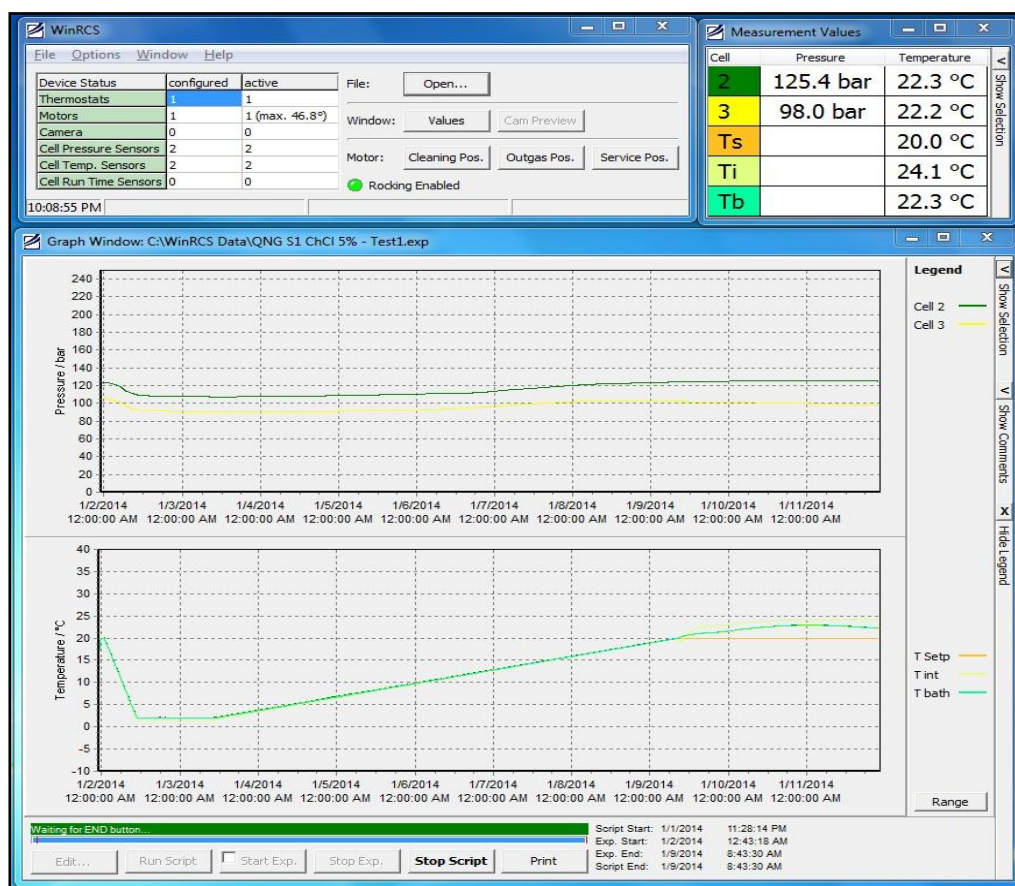 WinRCS
File Options Window Help
Device Status configured active
Thermostats 1 1
Motors 1 1 (max. 46.8°)
Camera 0 0
Cell Pressure Sensors 2 2
Cell Temp. Sensors 2 2
Cell Run Time Sensors 0 0
File: Open...
Window: Values Cam Preview
Motor: Cleaning Pos. Outgas Pos. Service Pos.
Rocking Enabled
10:08:55 PM
Measurement Values
Cell Pressure Temperature
2 125.4 bar 22.3 °C
3 98.0 bar 22.2 °C
Ts 20.0 °C
Ti 24.1 °C
Tb 22.3 °C
< Show Selection
Graph Window: C:\WinRCS Data\QNG S1 ChCl 5% - Test1.exp
Pressure / bar
240
220
200
180
160
140
120
100
80
60
40
20
0
1/2/2014 1/3/2014 1/4/2014 1/5/2014 1/6/2014 1/7/2014 1/8/2014 1/9/2014 1/10/2014 1/11/2014
12:00:00 AM 12:00:00 AM 12:00:00 AM 12:00:00 AM 12:00:00 AM 12:00:00 AM 12:00:00 AM 12:00:00 AM 12:00:00 AM 12:00:00 AM
Legend
Cell 2
Cell 3
< Show Selection
< Show Comments
X Hide Legend
Temperature / °C
40
35
30
25
20
15
10
5
0
-5
-10
1/2/2014 1/3/2014 1/4/2014 1/5/2014 1/6/2014 1/7/2014 1/8/2014 1/9/2014 1/10/2014 1/11/2014
12:00:00 AM 12:00:00 AM 12:00:00 AM 12:00:00 AM 12:00:00 AM 12:00:00 AM 12:00:00 AM 12:00:00 AM 12:00:00 AM 12:00:00 AM
T Setp
T int
T bath
Range
Waiting for END button...
Edit... Run Script Start Exp. Stop Exp. Stop Script Print
Script Start: 1/1/2014 11:28:14 PM
Exp. Start: 1/2/2014 12:43:18 AM
Exp. End: 1/9/2014 8:43:30 AM
Script End: 1/9/2014 8:43:30 AM